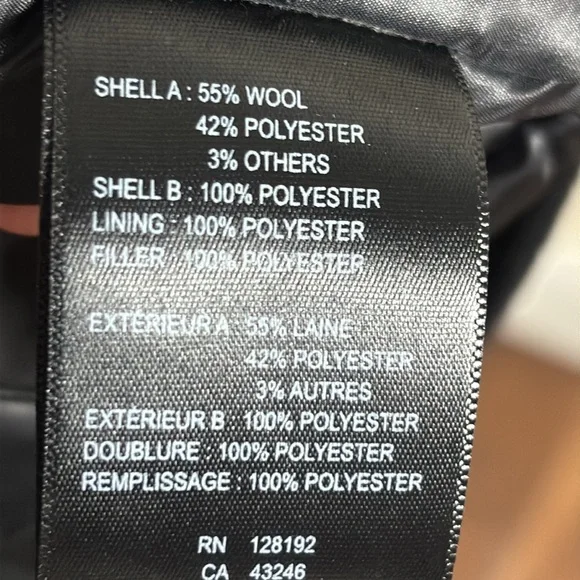 SHELL A : 55% WOOL
42% POLYESTER
3% OTHERS
SHELL B : 100% POLYESTER
LINING : 100% POLYESTER
FILLER : 100% POLYESTER
EXTÉRIEUR A : 55% LAINE
42% POLYESTER
3% AUTRES
EXTÉRIEUR B : 100% POLYESTER
DOUBLURE : 100% POLYESTER
REMPLISSAGE : 100% POLYESTER
RN 128192
CA 43246